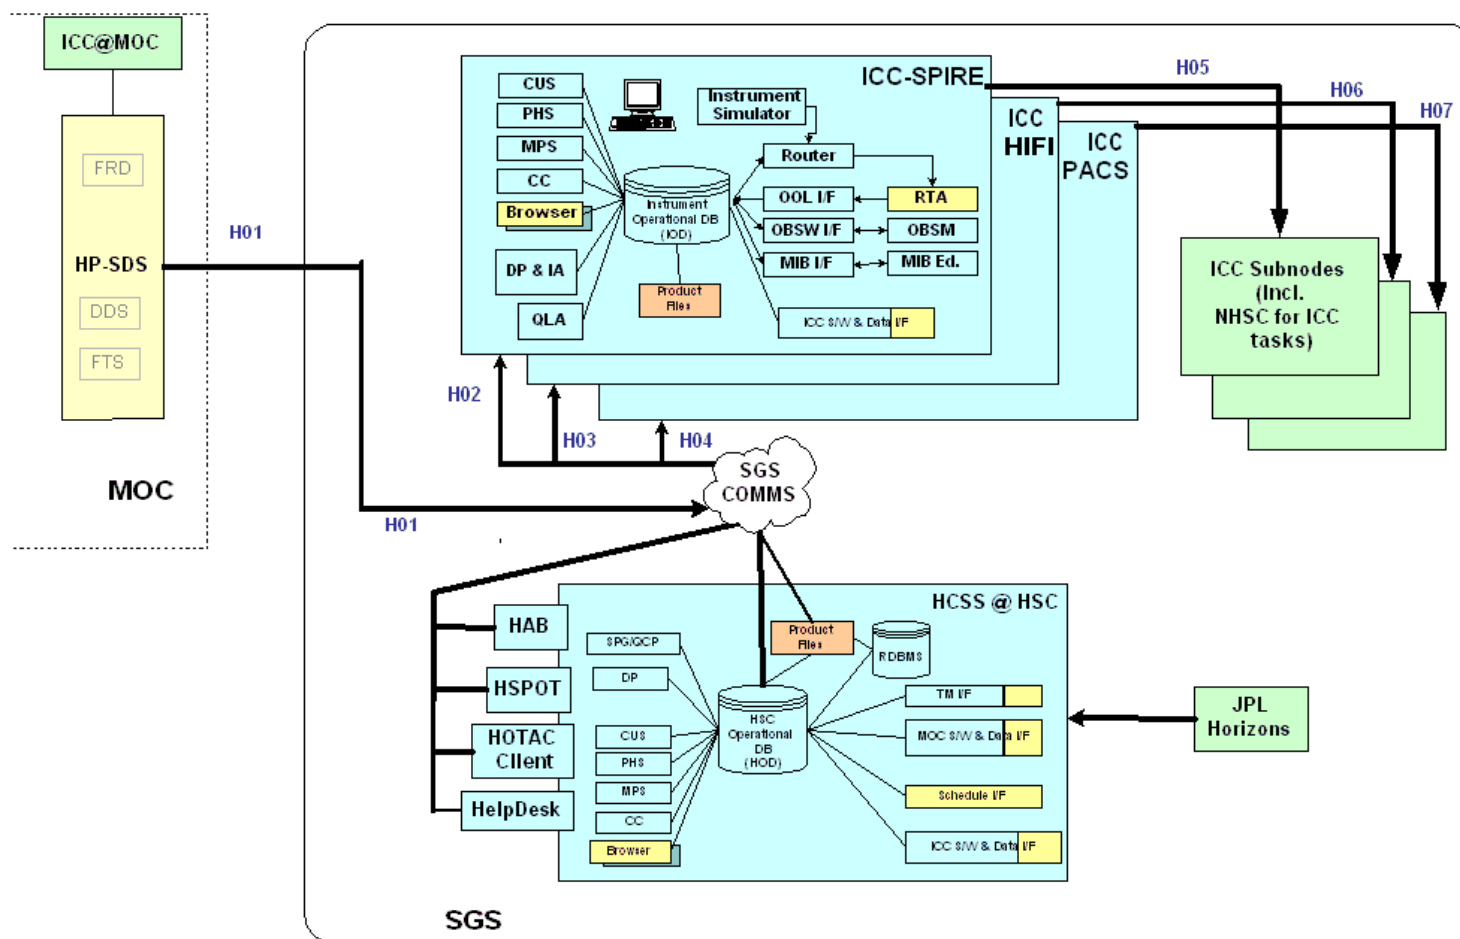 ICC@MOC
FRD
HP-SDS
DDS
FTS
MOC
H01
H01
ICC-SPIRE
CUS
PHS
MPS
CC
Browser
DP & IA
QLA
Instrument
Operational DB
(IOD)
Product
Files
Instrument
Simulator
Router
OOL I/F
RTA
OBSW I/F
OBSM
MIB I/F
MIB Ed.
ICC S/W & Data I/F
ICC
HIFI
ICC
PACS
H05
H06
H07
ICC Subnodes
(Incl.
NHSC for ICC
tasks)
H02
H03
H04
SGS
COMMS
HCSS @ HSC
HAB
HSPOT
HOTAC
Client
HelpDesk
SPG/QCP
DP
CUS
PHS
MPS
CC
Browser
Product
Files
RDBMS
HSC
Operational
DB
(HOD)
TM I/F
MOC S/W & Data I/F
Schedule I/F
ICC S/W & Data I/F
JPL
Horizons
SGS